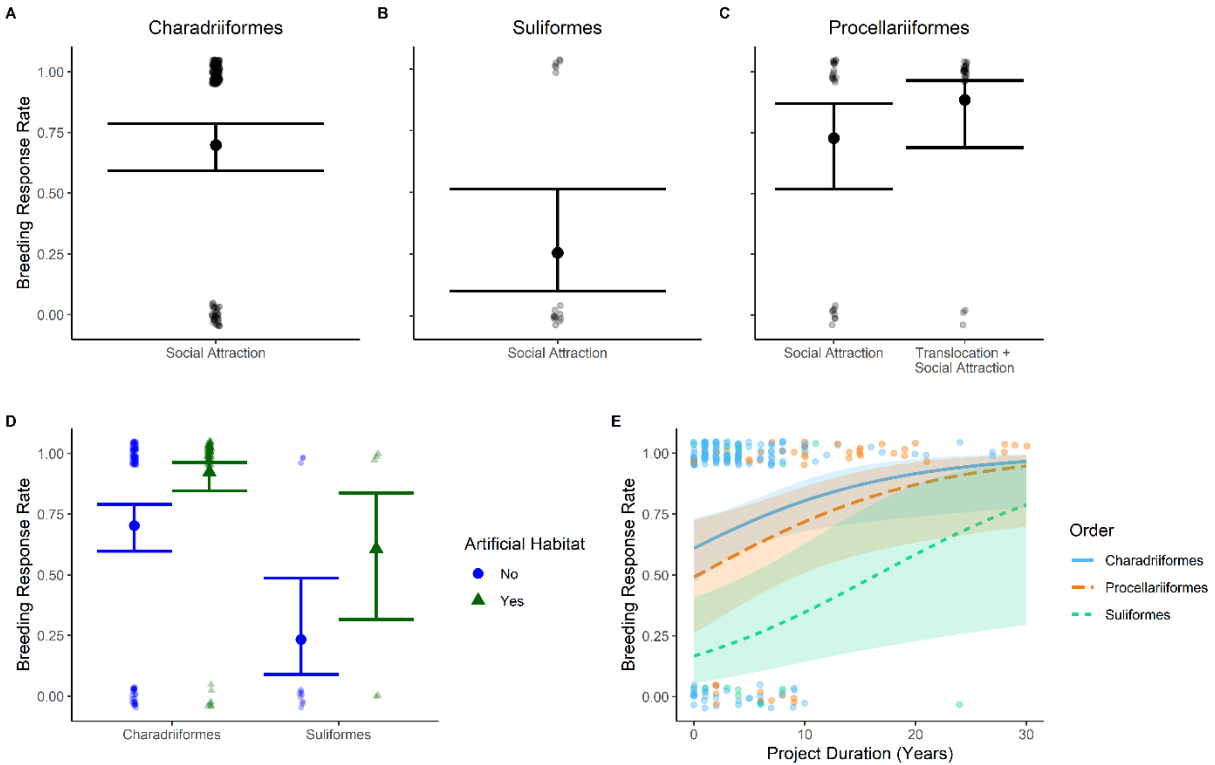 A
Charadriiformes
Breeding Response Rate
1.00
0.75
0.50
0.25
0.00
Social Attraction
B
Suliformes
Social Attraction
C
Procellariiformes
Social Attraction
Translocation +
Social Attraction
D
Breeding Response Rate
1.00
0.75
0.50
0.25
0.00
Charadriiformes
Suliformes
Artificial Habitat
No
Yes
E
Breeding Response Rate
1.00
0.75
0.50
0.25
0.00
0
10
20
30
Project Duration (Years)
Order
Charadriiformes
Procellariiformes
Suliformes